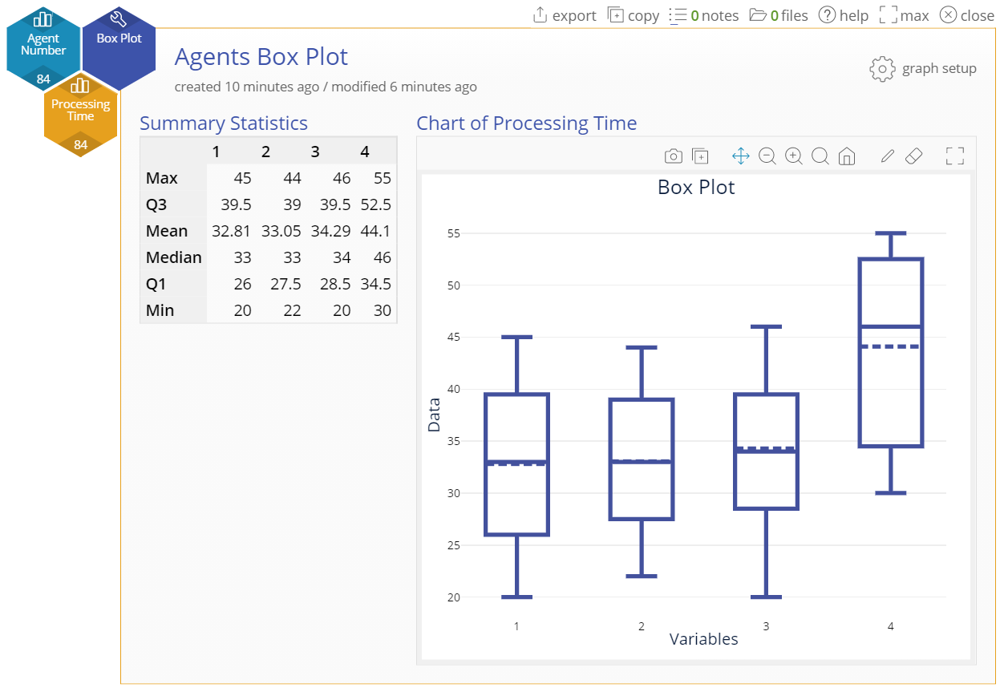 export copy 0 notes 0 files help max close
Agent
Number
84
Box Plot
Processing
Time
84
Agents Box Plot
created 10 minutes ago / modified 6 minutes ago
graph setup
Summary Statistics
1 2 3 4
Max 45 44 46 55
Q3 39.5 39 39.5 52.5
Mean 32.81 33.05 34.29 44.1
Median 33 33 34 46
Q1 26 27.5 28.5 34.5
Min 20 22 20 30
Chart of Processing Time
Box Plot
55
50
45
40
35
30
25
20
Data
1 2 3 4
Variables